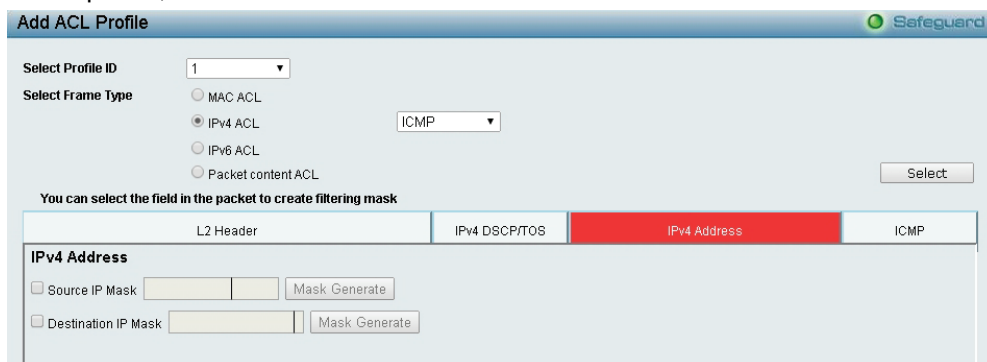 Add ACL Profile Safeguard
Select Profile ID 1
Select Frame Type MAC ACL
IPv4 ACL ICMP
IPv6 ACL
Packet content ACL
Select
You can select the field in the packet to create filtering mask
L2 Header IPv4 DSCP/TOS IPv4 Address ICMP
IPv4 Address
Source IP Mask Mask Generate
Destination IP Mask Mask Generate